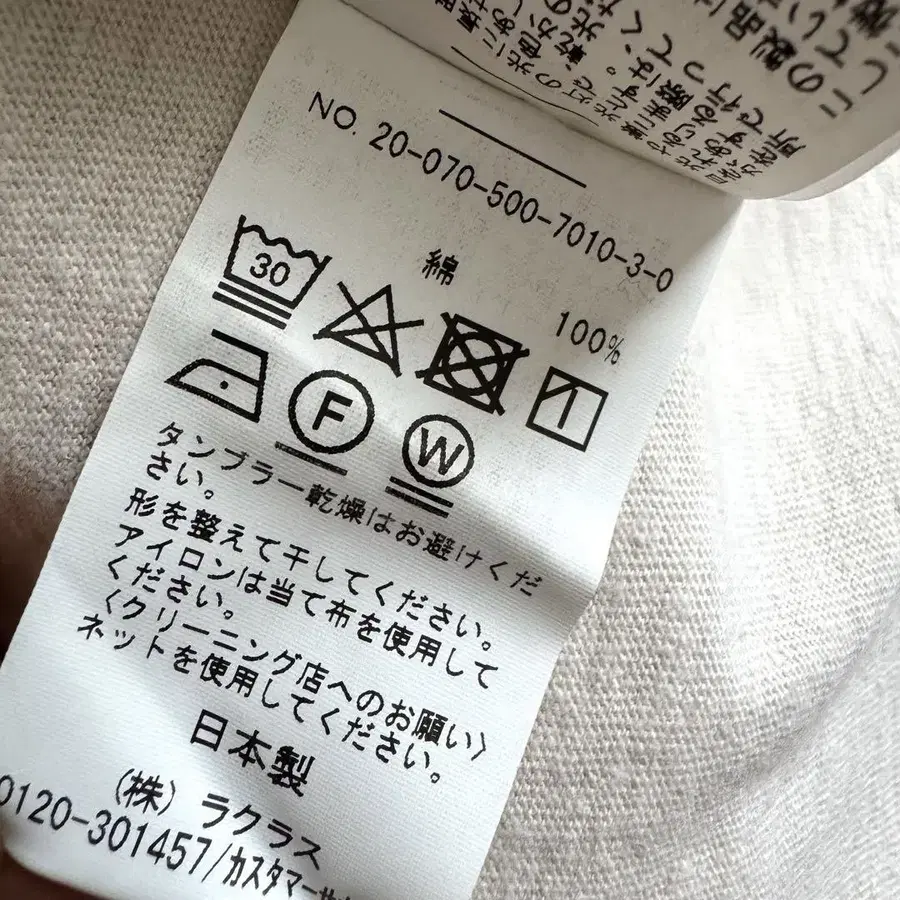 NO. 20-070-500-7010-3-0
綿
100%
30
F
W
タンブラー乾燥はお避けくだ
さい。
形を整えて干してください。
アイロンは当て布を使用して
ください。
〈クリーニング店へのお願い〉
ネットを使用してください。
日本製
(株) ラクラス
0120-301457/カスタマー